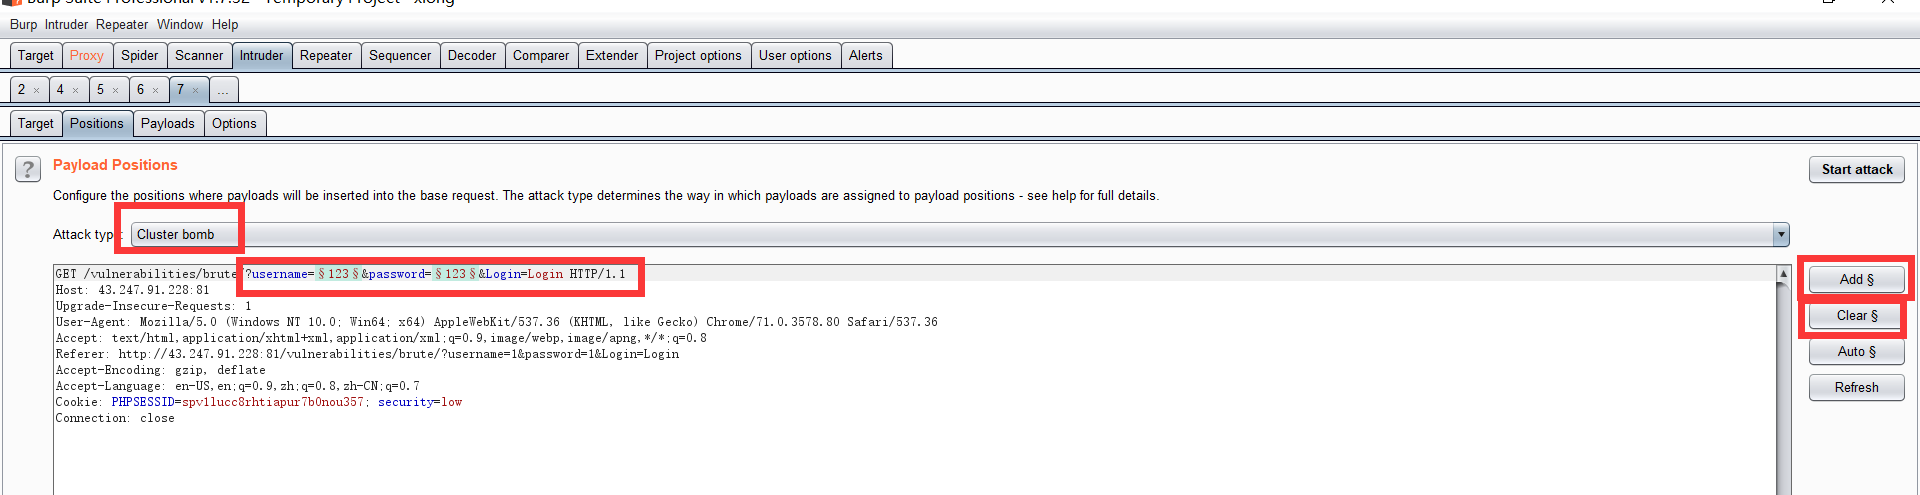 Burp Suite Professional v1.7.32 - Temporary Project - xiong
Burp Intruder Repeater Window Help
Target Proxy Spider Scanner Intruder Repeater Sequencer Decoder Comparer Extender Project options User options Alerts
2 × 4 × 5 × 6 × 7 × ...
Target Positions Payloads Options
? Payload Positions
Start attack
Configure the positions where payloads will be inserted into the base request. The attack type determines the way in which payloads are assigned to payload positions - see help for full details.
Attack type: Cluster bomb
GET /vulnerabilities/brute/?username=§123§&password=§123§&Login=Login HTTP/1.1
Host: 43.247.91.228:81
Upgrade-Insecure-Requests: 1
User-Agent: Mozilla/5.0 (Windows NT 10.0; Win64; x64) AppleWebKit/537.36 (KHTML, like Gecko) Chrome/71.0.3578.80 Safari/537.36
Accept: text/html,application/xhtml+xml,application/xml;q=0.9,image/webp,image/apng,*/*;q=0.8
Referer: http://43.247.91.228:81/vulnerabilities/brute/?username=1&password=1&Login=Login
Accept-Encoding: gzip, deflate
Accept-Language: en-US,en;q=0.9,zh;q=0.8,zh-CN;q=0.7
Cookie: PHPSESSID=spv1lucc8rhtiapur7b0nou357; security=low
Connection: close
Add §
Clear §
Auto §
Refresh